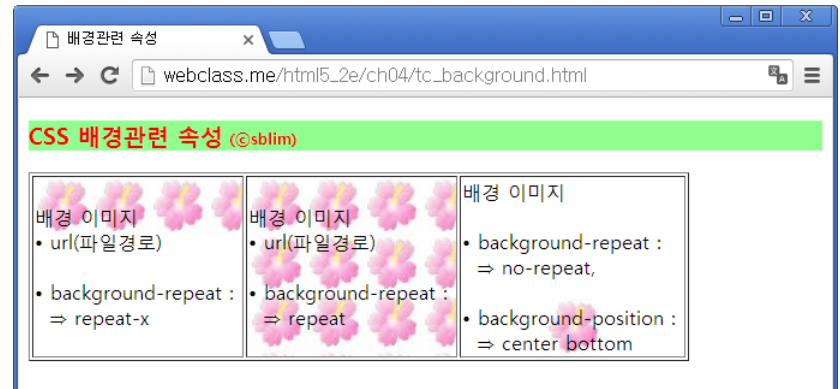 배경관련 속성
webclass.me/html5_2e/ch04/tc_background.html
CSS 배경관련 속성 (ⓒsblim)
배경 이미지
• url(파일경로)
• background-repeat :
⇒ repeat-x
배경 이미지
• url(파일경로)
• background-repeat :
⇒ repeat
배경 이미지
• background-repeat :
⇒ no-repeat,
• background-position :
⇒ center bottom